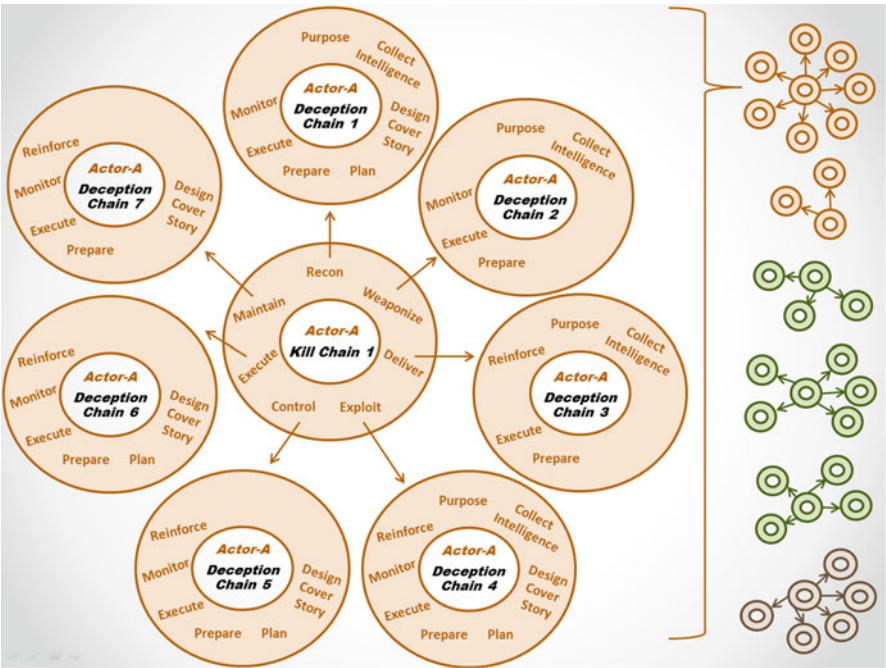 Purpose
Collect
Intelligence
Actor-A
Deception
Chain 1
Monitor
Design
Cover
Story
Execute
Prepare
Plan
Reinforce
Actor-A
Deception
Chain 7
Monitor
Design
Cover
Story
Execute
Prepare
Purpose
Collect
Intelligence
Actor-A
Deception
Chain 2
Monitor
Execute
Prepare
Recon
Maintain
Weaponize
Actor-A
Kill Chain 1
Execute
Deliver
Control
Exploit
Purpose
Collect
Intelligence
Reinforce
Actor-A
Deception
Chain 3
Execute
Prepare
Reinforce
Actor-A
Deception
Chain 6
Monitor
Design
Cover
Story
Execute
Prepare
Plan
Reinforce
Actor-A
Deception
Chain 5
Monitor
Design
Cover
Story
Execute
Prepare
Plan
Purpose
Collect
Intelligence
Reinforce
Actor-A
Deception
Chain 4
Monitor
Design
Cover
Story
Execute
Prepare
Plan